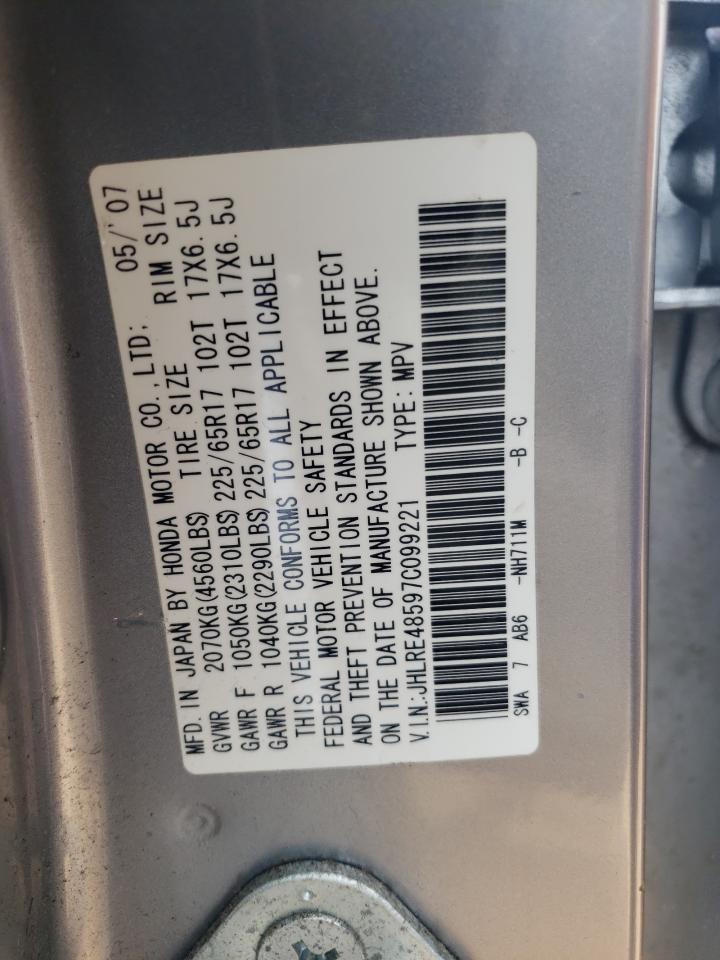 MFD. IN JAPAN BY HONDA MOTOR CO., LTD; 05/'07
TIRE SIZE RIM SIZE
GVWR 2070KG(4560LBS)
GAWR F 1050KG(2310LBS) 225/65R17 102T 17X6.5J
GAWR R 1040KG(2290LBS) 225/65R17 102T 17X6.5J
THIS VEHICLE CONFORMS TO ALL APPLICABLE
FEDERAL MOTOR VEHICLE SAFETY
AND THEFT PREVENTION STANDARDS IN EFFECT
ON THE DATE OF MANUFACTURE SHOWN ABOVE.
V.I.N.:JHLRE48597C099221 TYPE: MPV
SWA 7 AB6 -NH711M -B -C